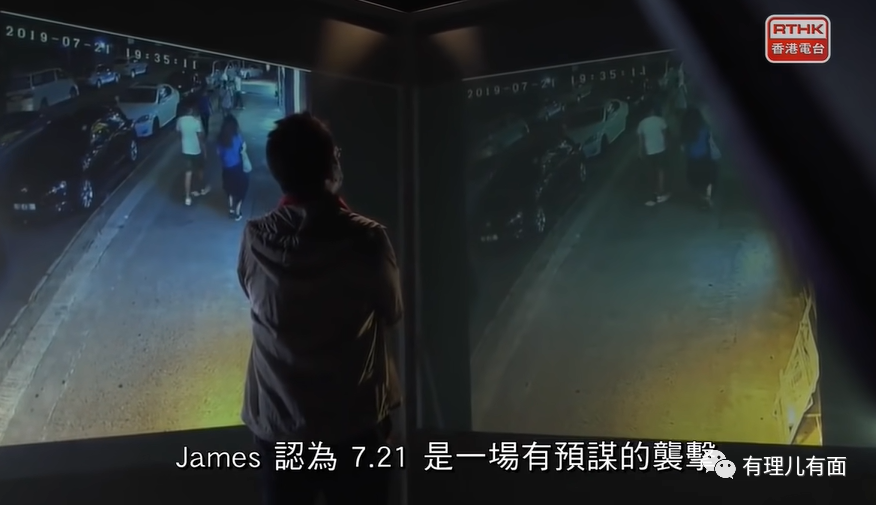 2019-07-21 19:35:11
2019-07-21 19:35:11
RTHK
香港電台
James 認為 7.21 是一場有預謀的襲擊
有理儿有面